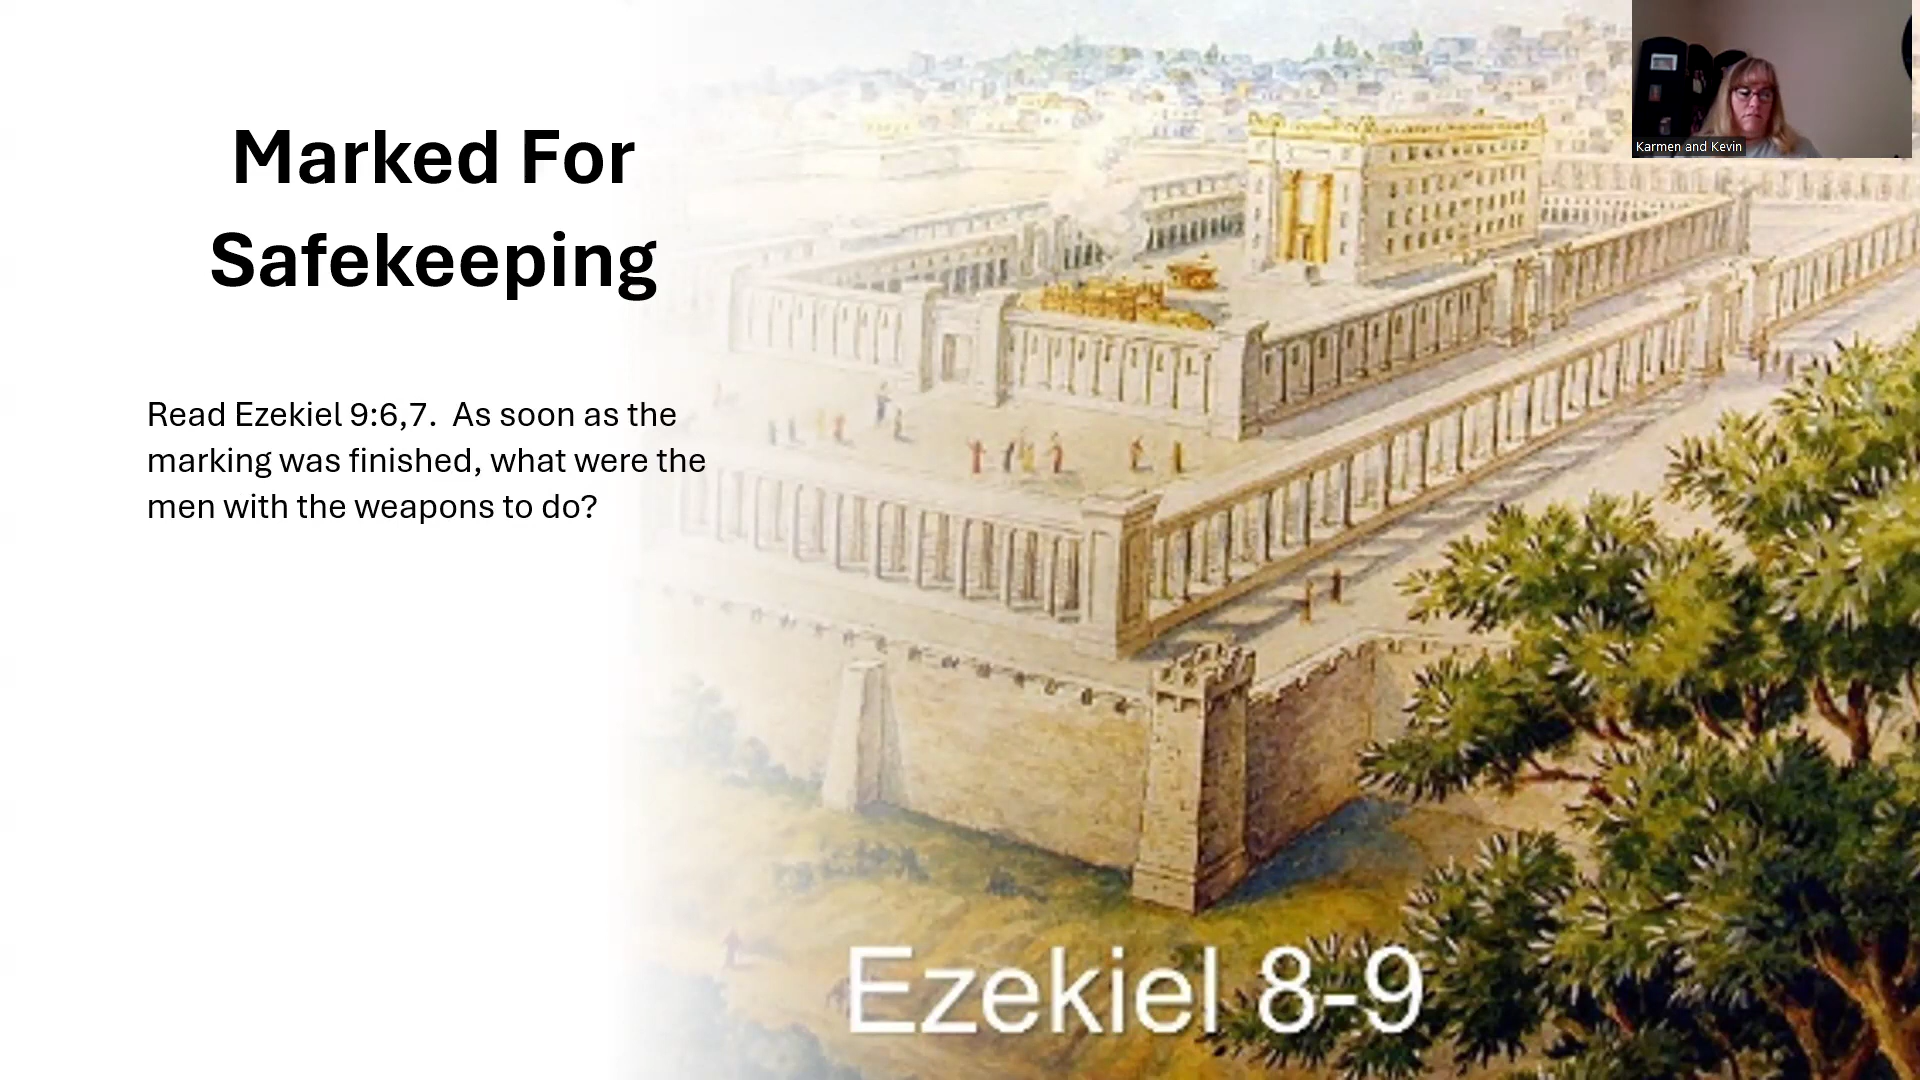 Marked For
Safekeeping
Read Ezekiel 9:6,7.  As soon as the
marking was finished, what were the
men with the weapons to do?
Karmen and Kevin
Ezekiel 8-9